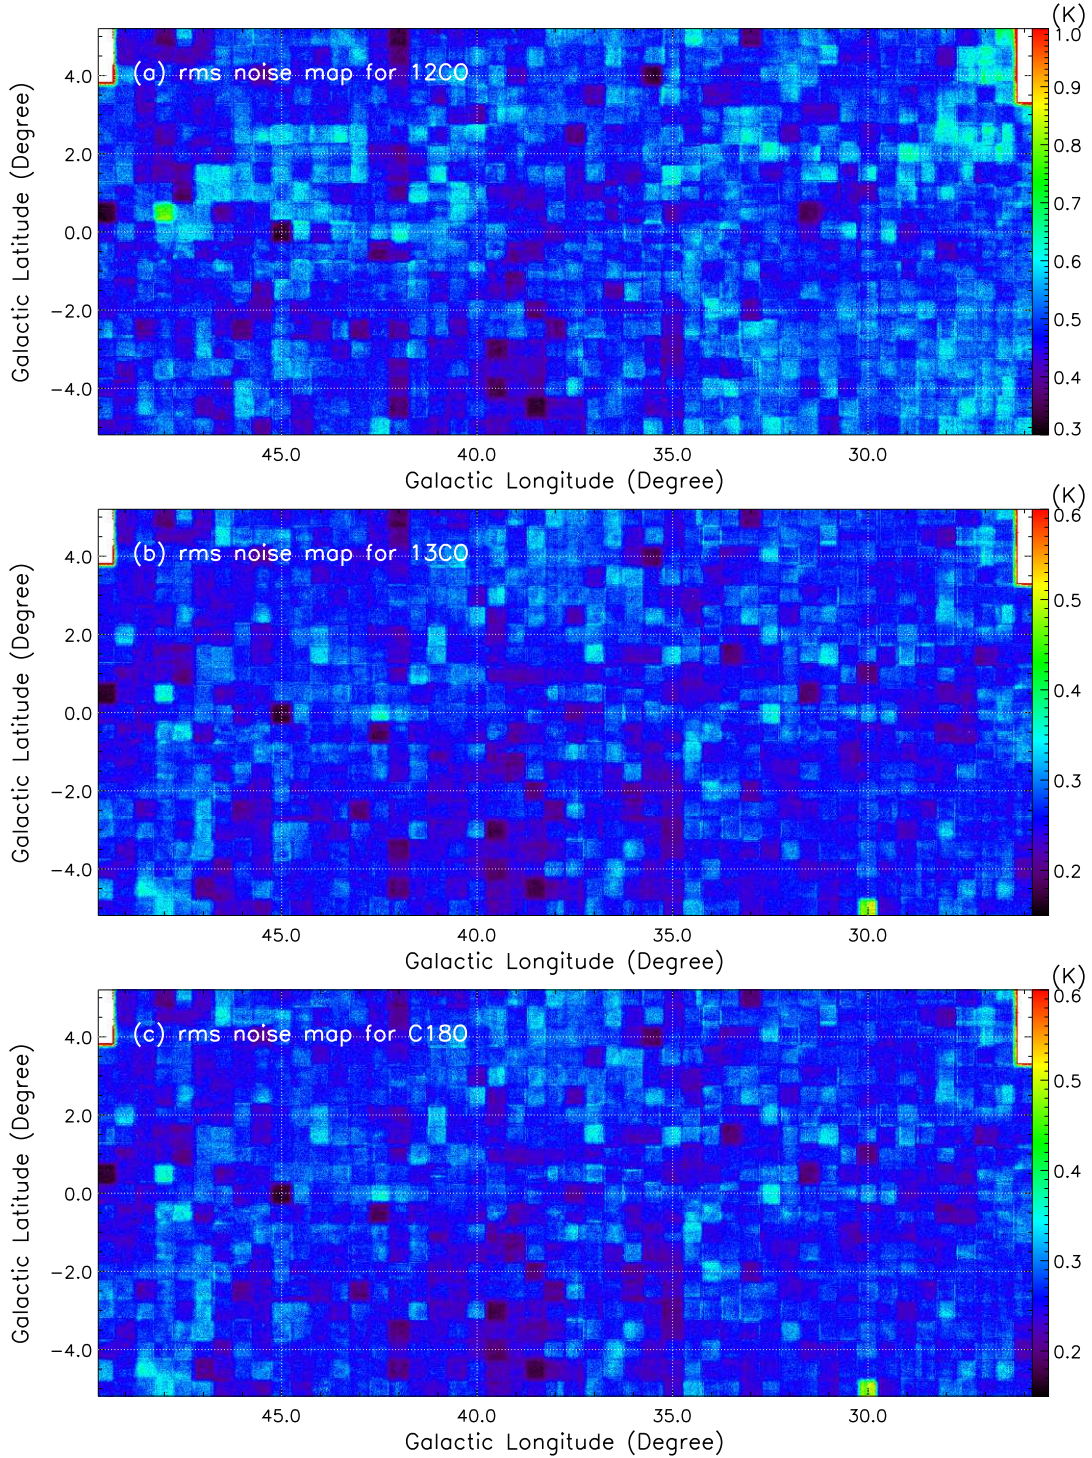 (K)
1.0
(a) rms noise map for 12CO
4.0
0.9
2.0
0.8
0.0
0.7
−2.0
0.6
−4.0
0.5
0.4
0.3
Galactic Latitude (Degree)
45.0 40.0 35.0 30.0
Galactic Longitude (Degree)
(K)
0.6
(b) rms noise map for 13CO
4.0
0.5
2.0
0.4
0.0
0.3
−2.0
0.2
−4.0
Galactic Latitude (Degree)
45.0 40.0 35.0 30.0
Galactic Longitude (Degree)
(K)
0.6
(c) rms noise map for C18O
4.0
0.5
2.0
0.4
0.0
0.3
−2.0
0.2
−4.0
Galactic Latitude (Degree)
45.0 40.0 35.0 30.0
Galactic Longitude (Degree)